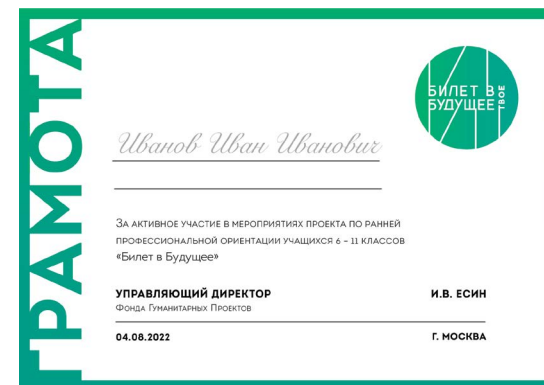 ГРАМОТА
БИЛЕТ В
БУДУЩЕЕ
ТВОЁ
Иванов Иван Иванович
За активное участие в мероприятиях проекта по ранней
профессиональной ориентации учащихся 6 – 11 классов
«Билет в Будущее»
УПРАВЛЯЮЩИЙ ДИРЕКТОР
И.В. ЕСИН
Фонда Гуманитарных Проектов
04.08.2022
Г. МОСКВА